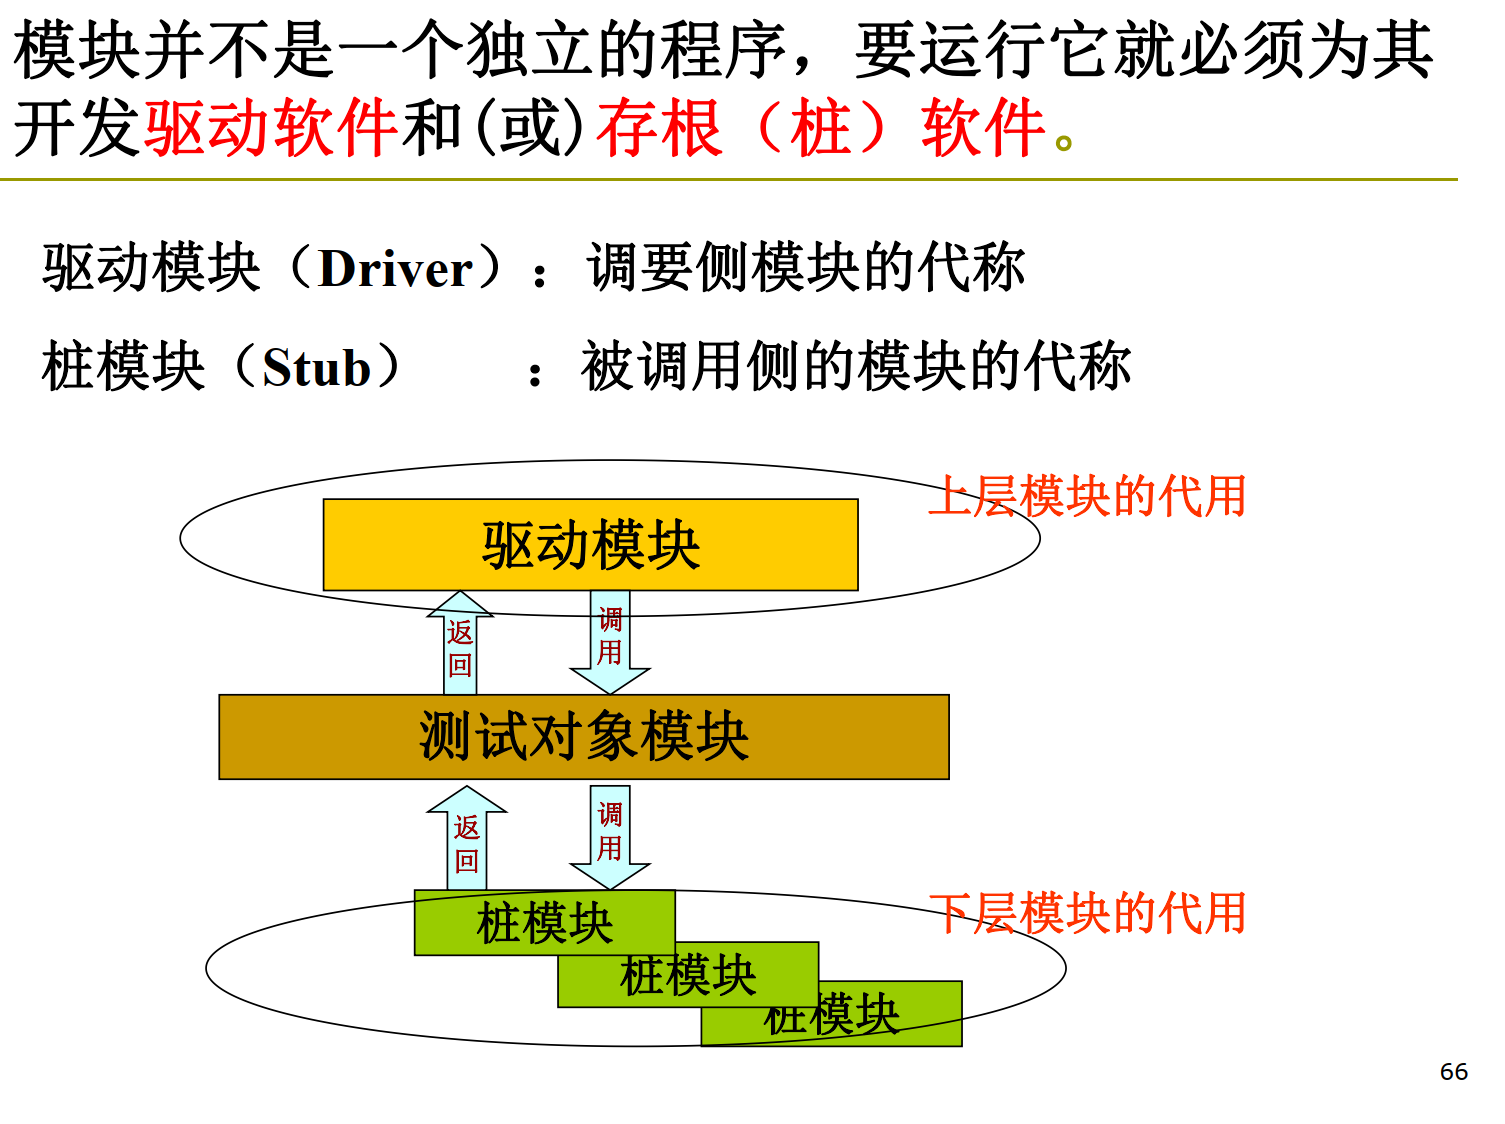 模块并不是一个独立的程序，要运行它就必须为其
开发驱动软件和(或)存根（桩）软件。
驱动模块（Driver）：调要侧模块的代称
桩模块（Stub）　　：被调用侧的模块的代称
上层模块的代用
驱动模块
返回
调用
测试对象模块
返回
调用
下层模块的代用
桩模块
桩模块
桩模块
66